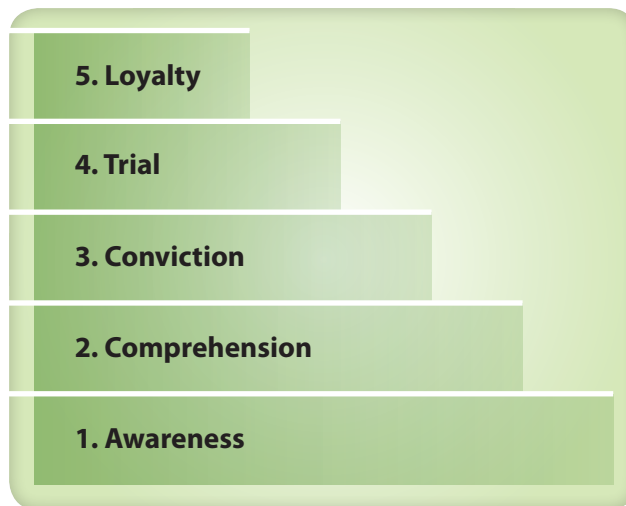 5. Loyalty
4. Trial
3. Conviction
2. Comprehension
1. Awareness